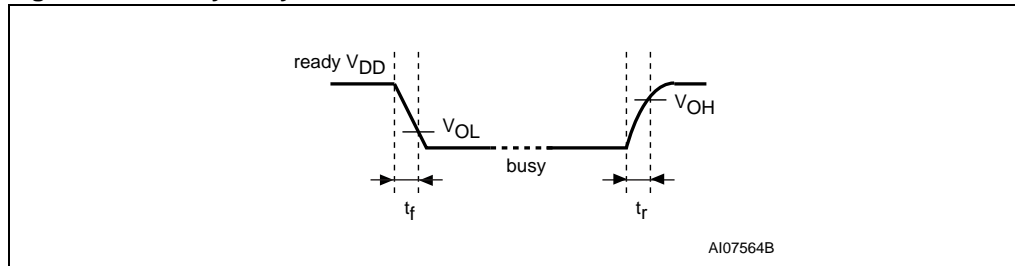 ready VDD
VOL
VOH
busy
tf
tr
AI07564B